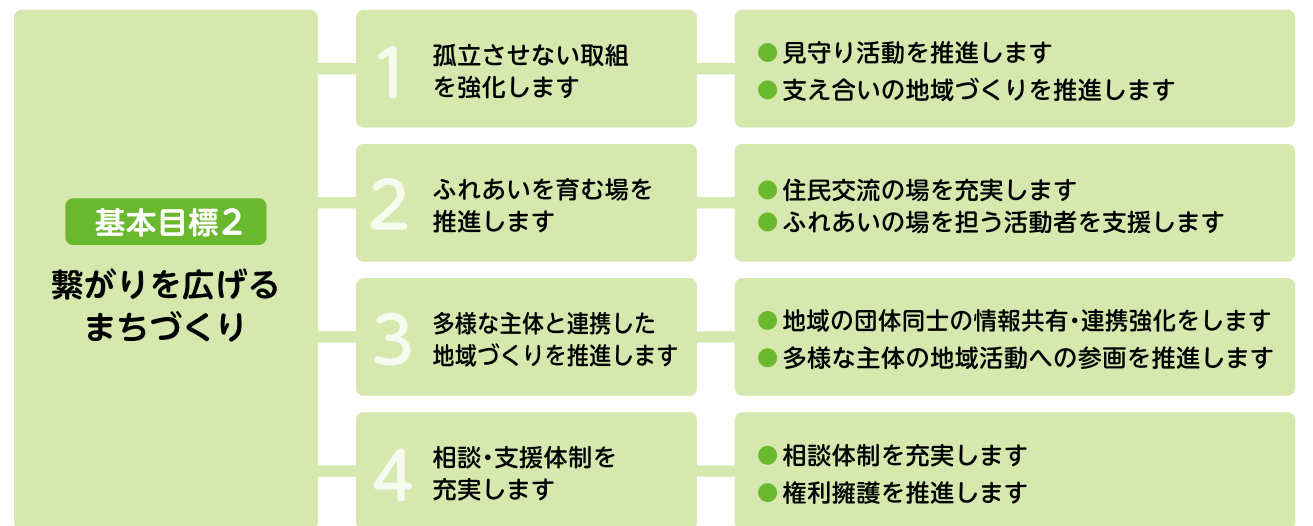 基本目標2
繋がりを広げる
まちづくり
1
孤立させない取組
を強化します
●見守り活動を推進します
●支え合いの地域づくりを推進します
2
ふれあいを育む場を
推進します
●住民交流の場を充実します
●ふれあいの場を担う活動者を支援します
3
多様な主体と連携した
地域づくりを推進します
●地域の団体同士の情報共有・連携強化をします
●多様な主体の地域活動への参画を推進します
4
相談・支援体制を
充実します
●相談体制を充実します
●権利擁護を推進します